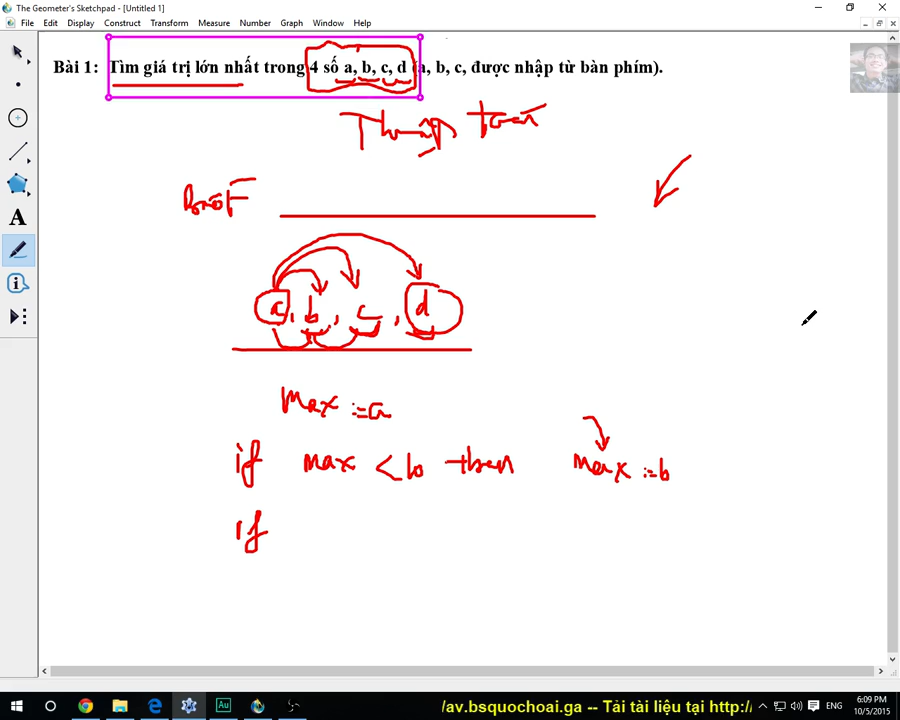 The Geometer's Sketchpad - [Untitled 1]
File Edit Display Construct Transform Measure Number Graph Window Help
Bài 1: Tìm giá trị lớn nhất trong 4 số a, b, c, d (a, b, c, được nhập từ bàn phím).
Thuật toán
a, b, c, d
Max := a
if max < b then max := b
if
A
Au
/av.bsquochoai.ga -- Tải tài liệu tại http:/
ENG
6:09 PM
10/5/2015